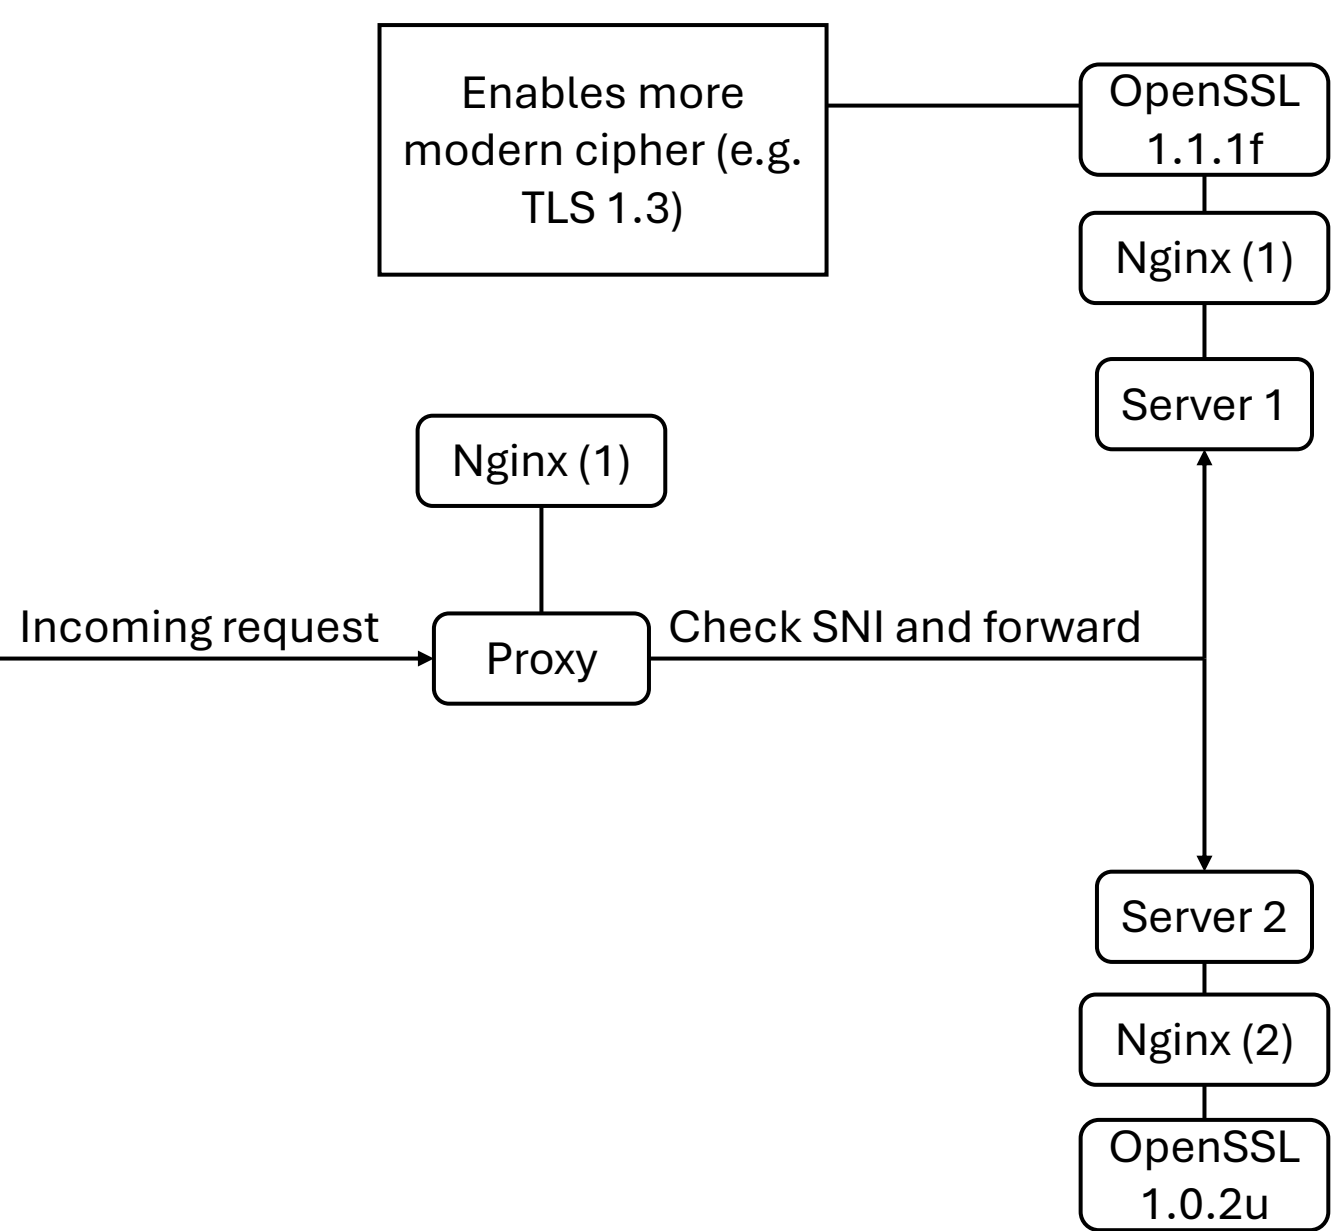 Enables more
modern cipher (e.g.
TLS 1.3)
OpenSSL
1.1.1f
Nginx (1)
Server 1
Nginx (1)
Incoming request
Proxy
Check SNI and forward
Server 2
Nginx (2)
OpenSSL
1.0.2u